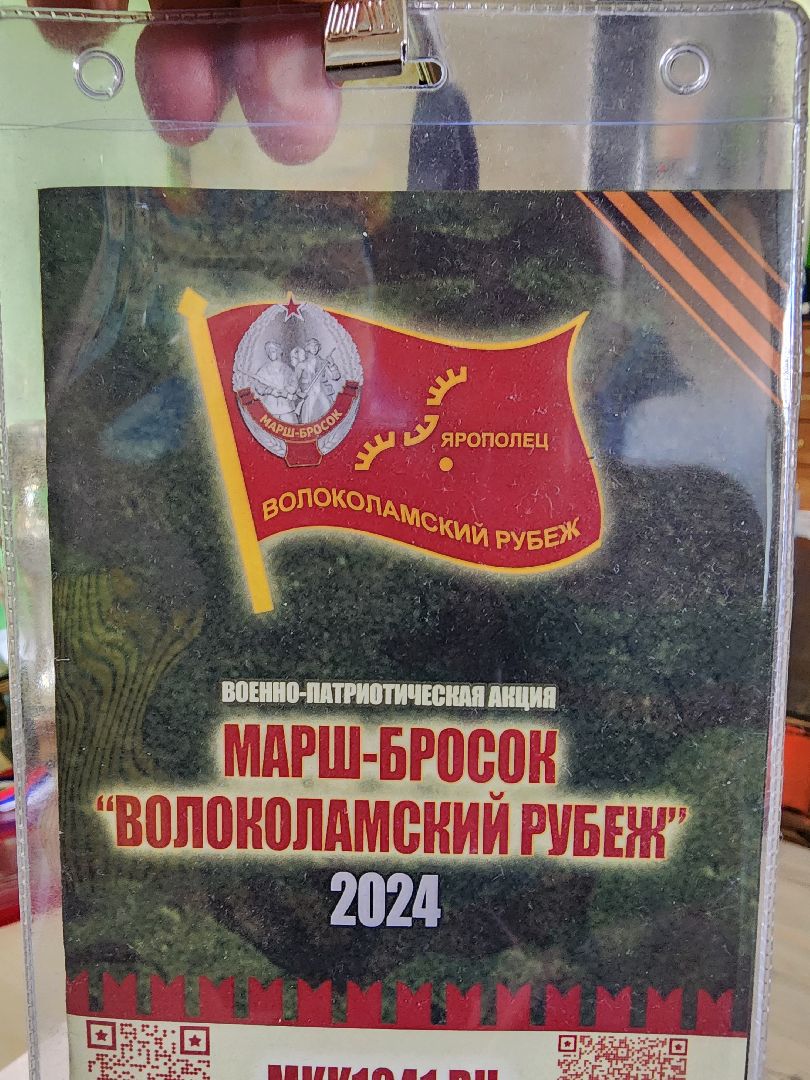 МАРШ-БРОСОК
ЯРОПОЛЕЦ
ВОЛОКОЛАМСКИЙ РУБЕЖ
ВОЕННО-ПАТРИОТИЧЕСКАЯ АКЦИЯ
МАРШ-БРОСОК
“ВОЛОКОЛАМСКИЙ РУБЕЖ”
2024